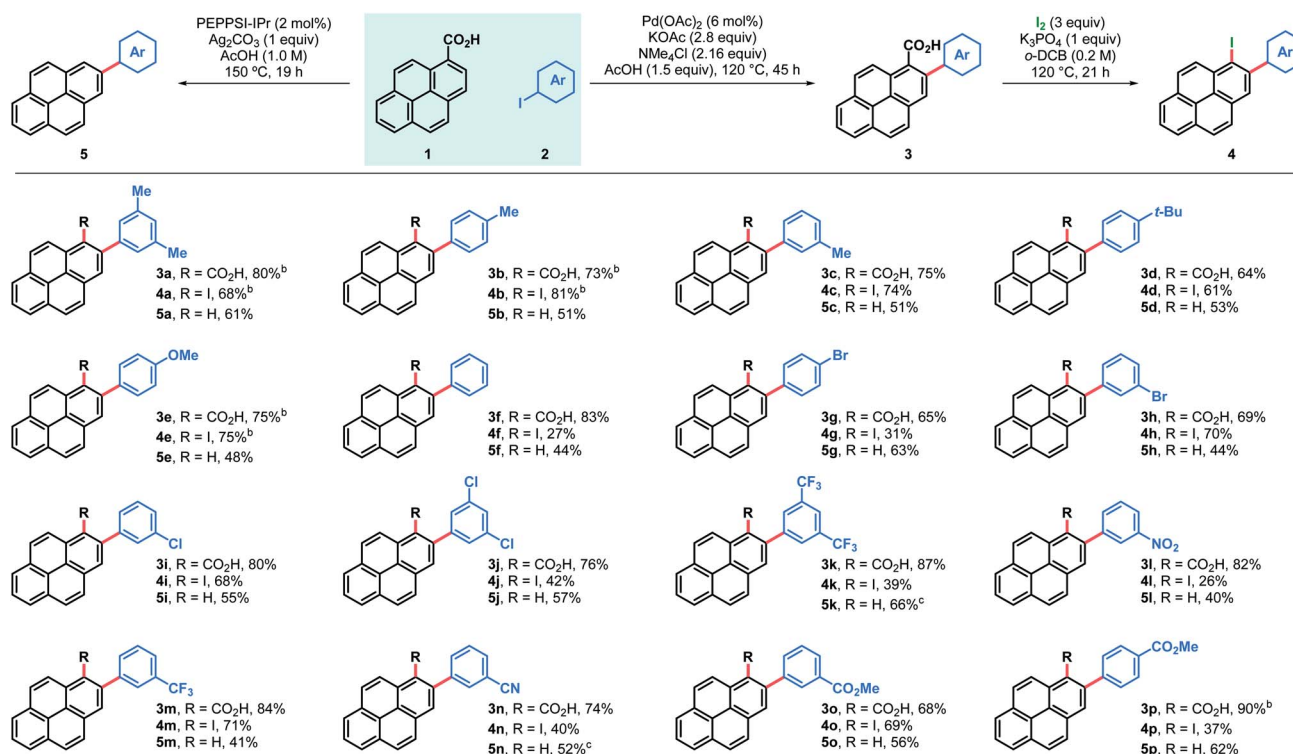 PEPPSI-IPr (2 mol%)
Ag₂CO₃ (1 equiv)
AcOH (1.0 M)
150 °C, 19 h
Ar
5
CO₂H
1
Ar
I
2
Pd(OAc)₂ (6 mol%)
KOAc (2.8 equiv)
NMe₄Cl (2.16 equiv)
AcOH (1.5 equiv), 120 °C, 45 h
CO₂H
Ar
3
I₂ (3 equiv)
K₃PO₄ (1 equiv)
o-DCB (0.2 M)
120 °C, 21 h
I
Ar
4
R
Me
Me
3a, R = CO₂H, 80%ᵇ
4a, R = I, 68%ᵇ
5a, R = H, 61%
R
Me
3b, R = CO₂H, 73%ᵇ
4b, R = I, 81%ᵇ
5b, R = H, 51%
R
Me
3c, R = CO₂H, 75%
4c, R = I, 74%
5c, R = H, 51%
R
t-Bu
3d, R = CO₂H, 64%
4d, R = I, 61%
5d, R = H, 53%
R
OMe
3e, R = CO₂H, 75%ᵇ
4e, R = I, 75%ᵇ
5e, R = H, 48%
R
3f, R = CO₂H, 83%
4f, R = I, 27%
5f, R = H, 44%
R
Br
3g, R = CO₂H, 65%
4g, R = I, 31%
5g, R = H, 63%
R
Br
3h, R = CO₂H, 69%
4h, R = I, 70%
5h, R = H, 44%
R
Cl
3i, R = CO₂H, 80%
4i, R = I, 68%
5i, R = H, 55%
R
Cl
Cl
3j, R = CO₂H, 76%
4j, R = I, 42%
5j, R = H, 57%
R
CF₃
CF₃
3k, R = CO₂H, 87%
4k, R = I, 39%
5k, R = H, 66%ᶜ
R
NO₂
3l, R = CO₂H, 82%
4l, R = I, 26%
5l, R = H, 40%
R
CF₃
3m, R = CO₂H, 84%
4m, R = I, 71%
5m, R = H, 41%
R
CN
3n, R = CO₂H, 74%
4n, R = I, 40%
5n, R = H, 52%ᶜ
R
CO₂Me
3o, R = CO₂H, 68%
4o, R = I, 69%
5o, R = H, 56%
R
CO₂Me
3p, R = CO₂H, 90%ᵇ
4p, R = I, 37%
5p, R = H, 62%